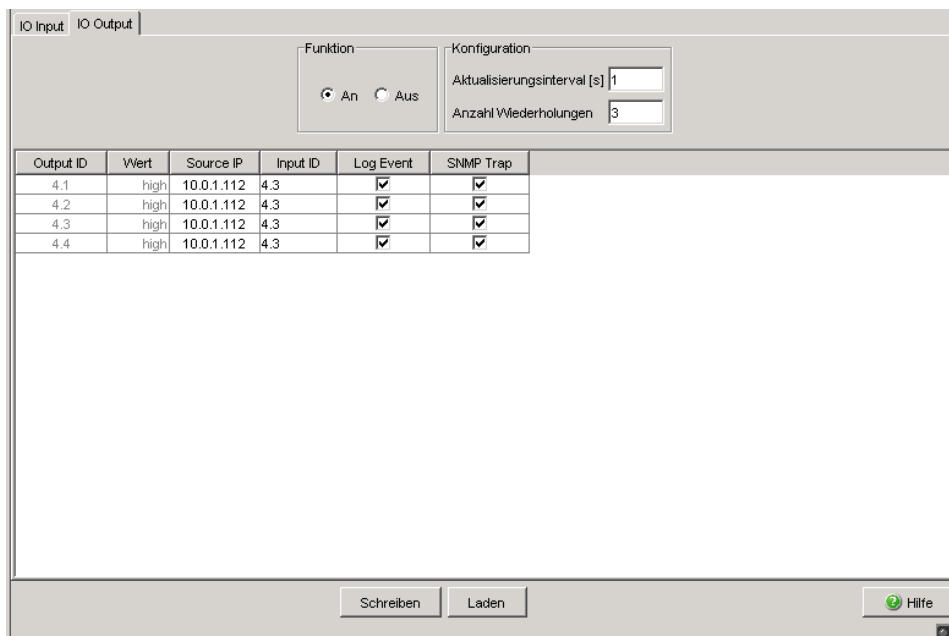 IO Input IO Output
Funktion
An Aus
Konfiguration
Aktualisierungsinterval [s] 1
Anzahl Wiederholungen 3
Output ID Wert Source IP Input ID Log Event SNMP Trap
4.1 high 10.0.1.112 4.3
4.2 high 10.0.1.112 4.3
4.3 high 10.0.1.112 4.3
4.4 high 10.0.1.112 4.3
Schreiben Laden Hilfe